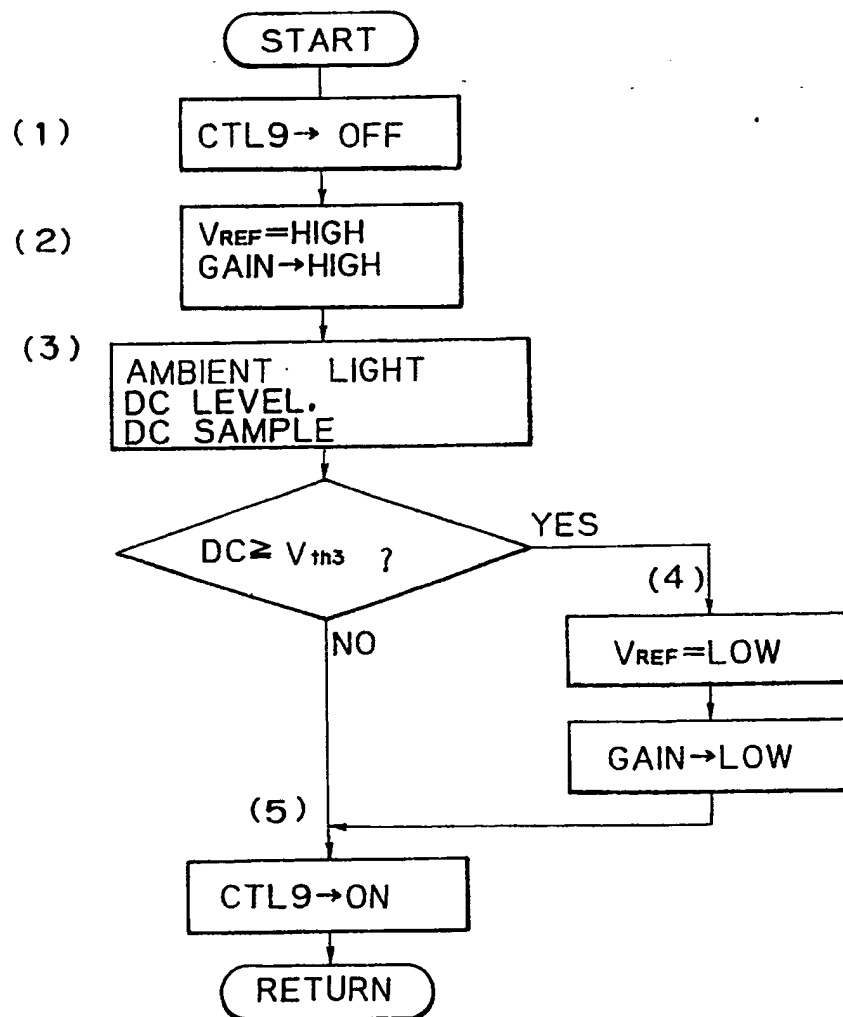 START
(1)
CTL9→ OFF
(2)
VREF=HIGH
GAIN→HIGH
(3)
AMBIENT LIGHT
DC LEVEL.
DC SAMPLE
DC≧ Vth3 ?
YES
(4)
NO
VREF=LOW
GAIN→LOW
(5)
CTL9→ON
RETURN